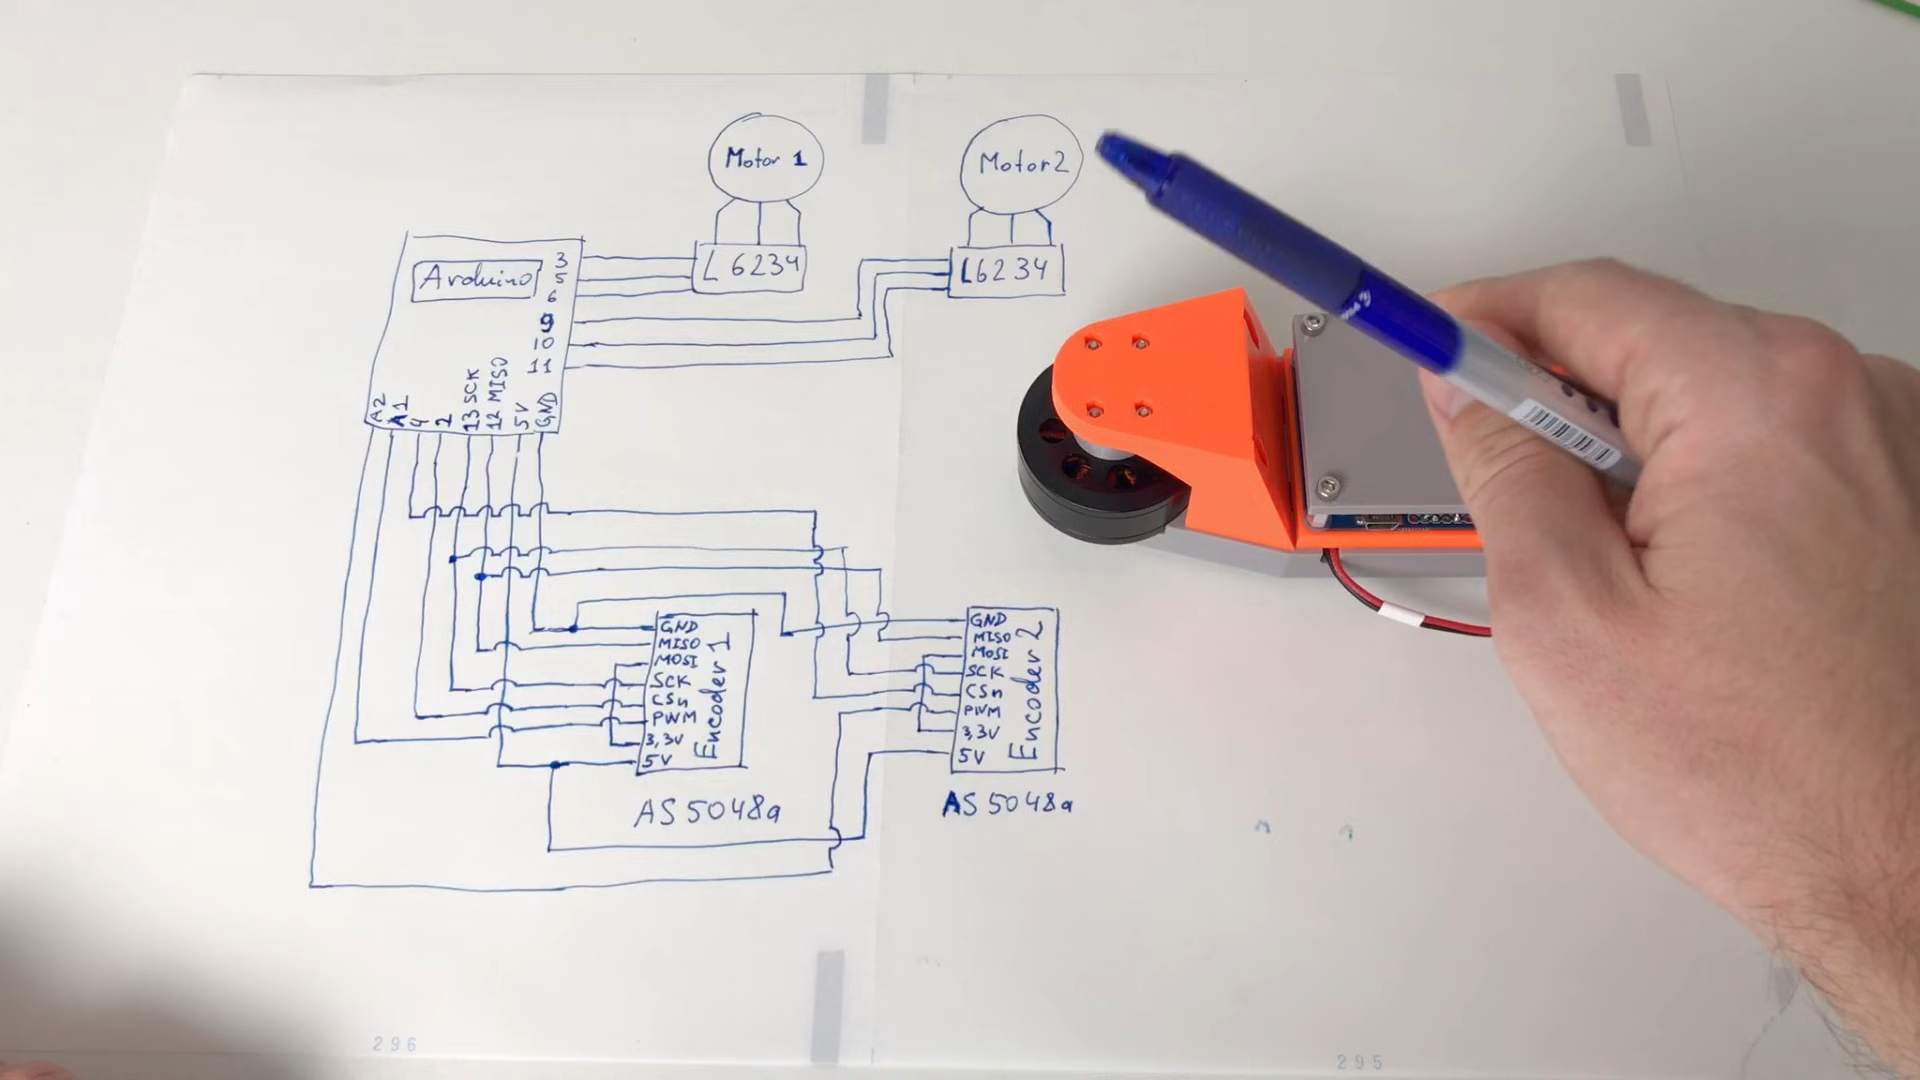 Motor 1
Motor2
Arduino
3
5
6
9
10
11
L6234
L6234
A2
A1
4
2
13 SCK
12 MISO
5V
GND
GND
MISO
MOSI
SCK
CSn
PWM
3,3V
5V
Encoder 1
AS5048a
GND
MISO
MOSI
SCK
CSn
PWM
3,3V
5V
Encoder 2
AS5048a
296
295